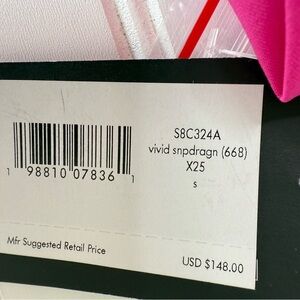 S8C324A
vivid snpdragn (668)
X25
s
1 98810 07836 1
Mfr Suggested Retail Price
USD $148.00